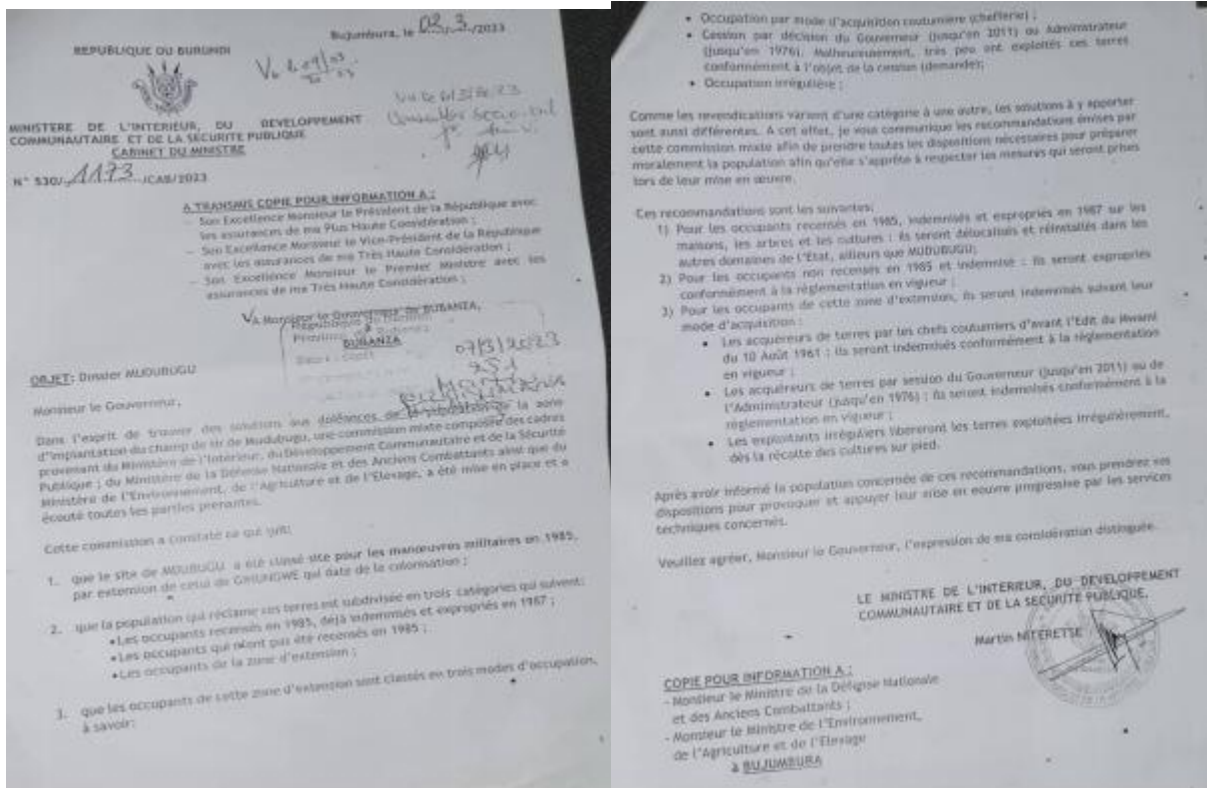 Bujumbura, le 02/3/2023
REPUBLIQUE DU BURUNDI
MINISTERE DE L'INTERIEUR, DU DEVELOPPEMENT
COMMUNAUTAIRE ET DE LA SECURITE PUBLIQUE
CABINET DU MINISTRE
N° 530/ 1173 /CAB/2023
A TRANSMIS COPIE POUR INFORMATION A :
- Son Excellence Monsieur le Président de la République avec
les assurances de ma Plus Haute Considération ;
- Son Excellence Monsieur le Vice-Président de la République
avec les assurances de ma Très Haute Considération ;
- Son Excellence Monsieur le Premier Ministre avec les
assurances de ma Très Haute Considération ;
A Monsieur le Gouverneur de BUBANZA,
à
BUBANZA
07/3/2023
251
OBJET: Dossier MUDUBUGU
Monsieur le Gouverneur,
Dans l'esprit de trouver des solutions aux doléances de la population de la zone
d'implantation du champ de tir de Mudubugu, une commission mixte composée des cadres
provenant du Ministère de l'Intérieur, du Développement Communautaire et de la Sécurité
Publique ; du Ministère de la Défense Nationale et des Anciens Combattants ainsi que du
Ministère de l'Environnement, de l'Agriculture et de l'Elevage, a été mise en place et a
écouté toutes les parties prenantes.
Cette commission a constaté ce qui suit:
1. que le site de MUDUBUGU a été classé site pour les manœuvres militaires en 1985,
par extension de celui de GIHUNGWE qui date de la colonisation ;
2. que la population qui réclame ces terres est subdivisée en trois catégories qui suivent:
• Les occupants recensés en 1985, déjà indemnisés et expropriés en 1987 ;
• Les occupants qui n'ont pas été recensés en 1985 ;
• Les occupants de la zone d'extension ;
3. que les occupants de cette zone d'extension sont classés en trois modes d'occupation,
à savoir:
• Occupation par mode d'acquisition coutumière (chefferie) ;
• Cession par décision du Gouverneur (jusqu'en 2011) ou Administrateur
(jusqu'en 1976). Malheureusement, très peu ont exploités ces terres
conformément à l'objet de la cession (demande);
• Occupation irrégulière ;
Comme les revendications varient d'une catégorie à une autre, les solutions à y apporter
sont aussi différentes. A cet effet, je vous communique les recommandations émises par
cette commission mixte afin de prendre toutes les dispositions nécessaires pour préparer
moralement la population afin qu'elle s'apprête à respecter les mesures qui seront prises
lors de leur mise en œuvre.
Ces recommandations sont les suivantes:
1) Pour les occupants recensés en 1985, indemnisés et expropriés en 1987 sur les
maisons, les arbres et les cultures : ils seront délocalisés et réinstallés dans les
autres domaines de l'Etat, ailleurs que MUDUBUGU;
2) Pour les occupants non recensés en 1985 et indemnisé : ils seront expropriés
conformément à la règlementation en vigueur ;
3) Pour les occupants de cette zone d'extension, ils seront indemnisés suivant leur
mode d'acquisition :
• Les acquéreurs de terres par les chefs coutumiers d'avant l'Edit du Mwami
du 10 Août 1961 : ils seront indemnisés conformément à la règlementation
en vigueur ;
• Les acquéreurs de terres par session du Gouverneur (jusqu'en 2011) ou de
l'Administrateur (jusqu'en 1976) : ils seront indemnisés conformément à la
règlementation en vigueur ;
• Les exploitants irréguliers libéreront les terres exploitées irrégulièrement,
dès la récolte des cultures sur pied.
Après avoir informé la population concernée de ces recommandations, vous prendrez vos
dispositions pour provoquer et appuyer leur mise en œuvre progressive par les services
techniques concernés.
Veuillez agréer, Monsieur le Gouverneur, l'expression de ma considération distinguée.
LE MINISTRE DE L'INTERIEUR, DU DEVELOPPEMENT
COMMUNAUTAIRE ET DE LA SECURITE PUBLIQUE,
Martin NITERETSE
COPIE POUR INFORMATION A :
- Monsieur le Ministre de la Défense Nationale
et des Anciens Combattants ;
- Monsieur le Ministre de l'Environnement,
de l'Agriculture et de l'Elevage
à BUJUMBURA